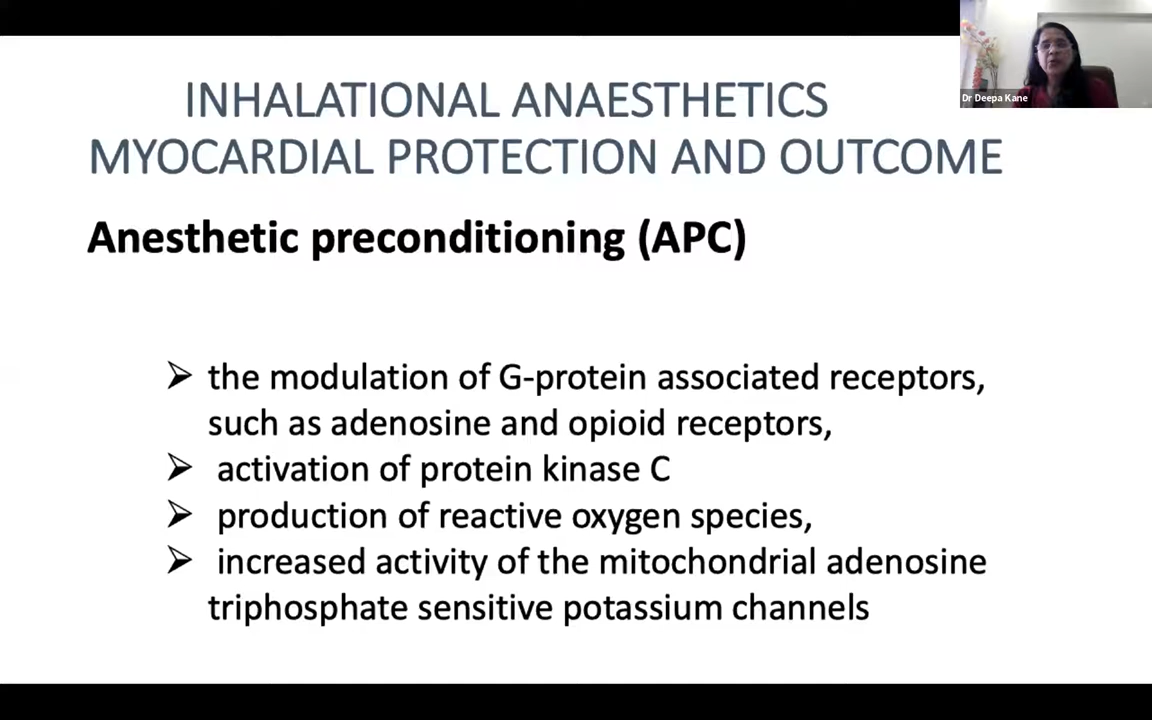 INHALATIONAL ANAESTHETICS
MYOCARDIAL PROTECTION AND OUTCOME
Dr Deepa Kane
Anesthetic preconditioning (APC)
➢ the modulation of G-protein associated receptors,
such as adenosine and opioid receptors,
➢ activation of protein kinase C
➢ production of reactive oxygen species,
➢ increased activity of the mitochondrial adenosine
triphosphate sensitive potassium channels